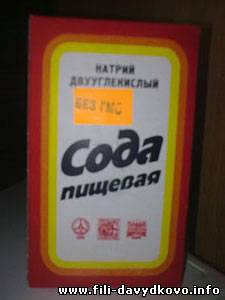 НАТРИЙ
ДВУУГЛЕКИСЛЫЙ
БЕЗ ГМО
Сода
пищевая
www.fili-davydkovo.info